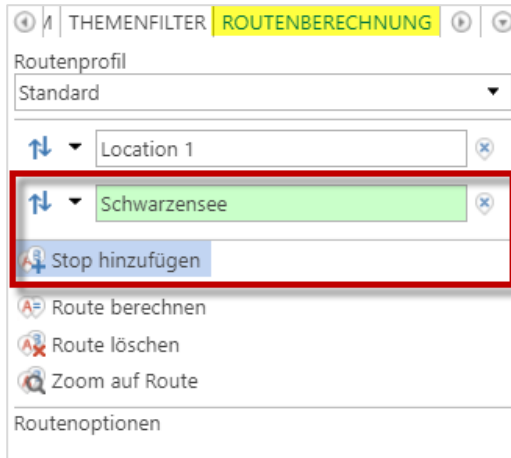 M THEMENFILTER ROUTENBERECHNUNG
Routenprofil
Standard
Location 1
Schwarzensee
Stop hinzufügen
Route berechnen
Route löschen
Zoom auf Route
Routenoptionen